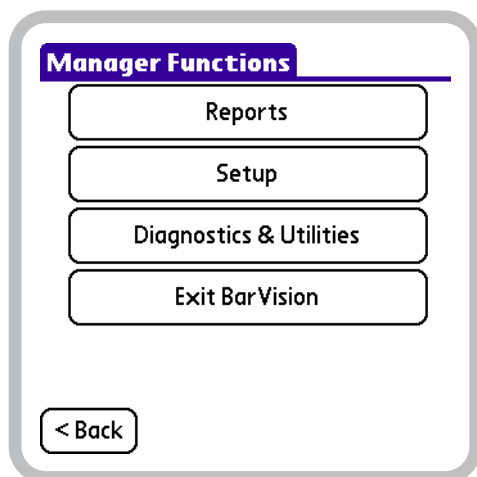 Manager Functions
Reports
Setup
Diagnostics & Utilities
Exit BarVision
< Back